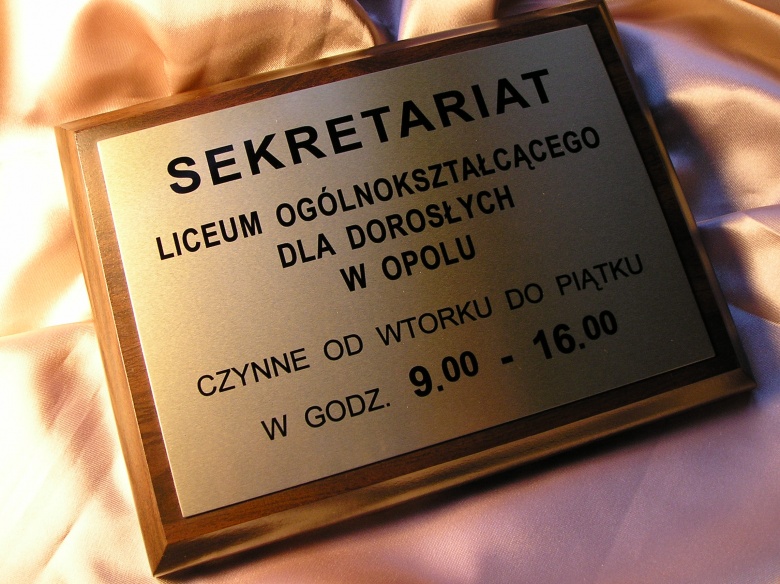 SEKRETARIAT
LICEUM OGÓLNOKSZTAŁCĄCEGO
DLA DOROSŁYCH
W OPOLU
CZYNNE OD WTORKU DO PIĄTKU
W GODZ. 9.00 - 16.00